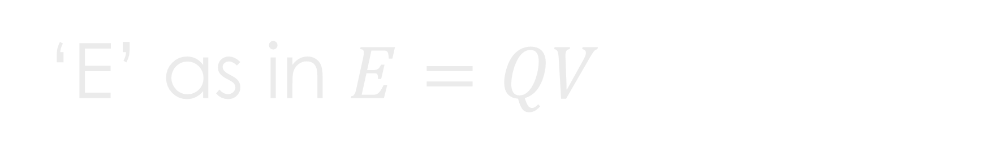 ‘E’ as in 𝐸 = 𝑄𝑉